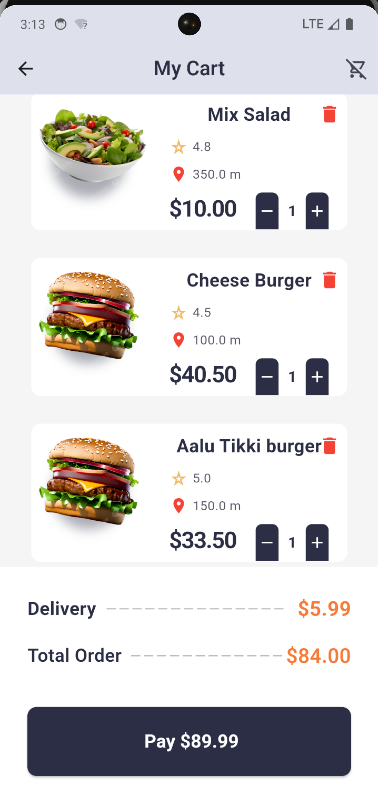 3:13 LTE
My Cart
Mix Salad
4.8
350.0 m
$10.00 − 1 +
Cheese Burger
4.5
100.0 m
$40.50 − 1 +
Aalu Tikki burger
5.0
150.0 m
$33.50 − 1 +
Delivery $5.99
Total Order $84.00
Pay $89.99